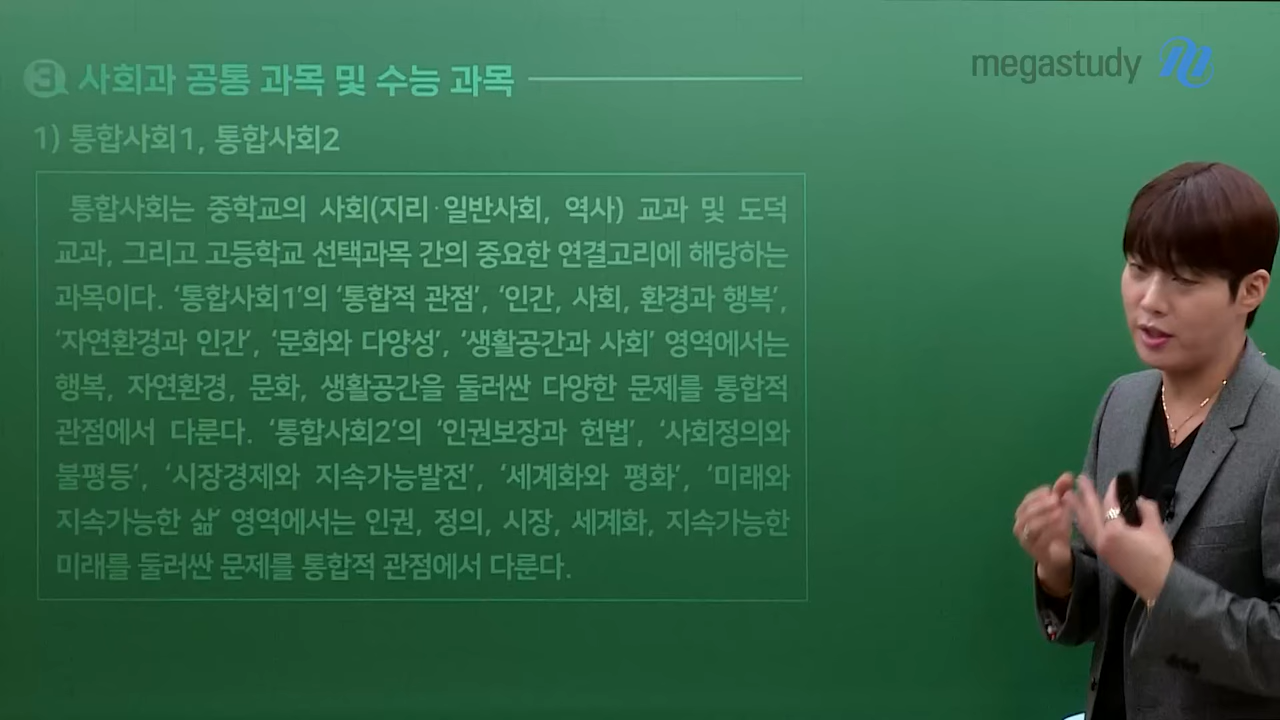 3 사회과 공통 과목 및 수능 과목
megastudy
1) 통합사회1, 통합사회2
통합사회는 중학교의 사회(지리·일반사회, 역사) 교과 및 도덕
교과, 그리고 고등학교 선택과목 간의 중요한 연결고리에 해당하는
과목이다. ‘통합사회1’의 ‘통합적 관점’, ‘인간, 사회, 환경과 행복’,
‘자연환경과 인간’, ‘문화와 다양성’, ‘생활공간과 사회’ 영역에서는
행복, 자연환경, 문화, 생활공간을 둘러싼 다양한 문제를 통합적
관점에서 다룬다. ‘통합사회2’의 ‘인권보장과 헌법’, ‘사회정의와
불평등’, ‘시장경제와 지속가능발전’, ‘세계화와 평화’, ‘미래와
지속가능한 삶’ 영역에서는 인권, 정의, 시장, 세계화, 지속가능한
미래를 둘러싼 문제를 통합적 관점에서 다룬다.